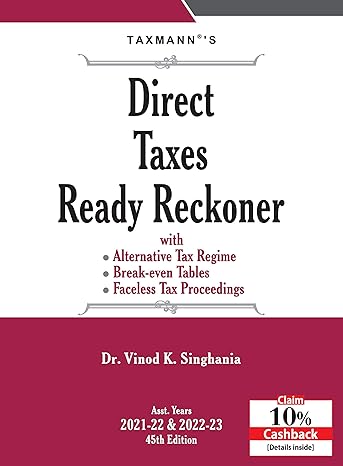 TAXMANN®'S
Direct
Taxes
Ready Reckoner
with
• Alternative Tax Regime
• Break-even Tables
• Faceless Tax Proceedings
Dr. Vinod K. Singhania
Asst. Years
2021-22 & 2022-23
45th Edition
Claim
10%
Cashback
[Details inside]